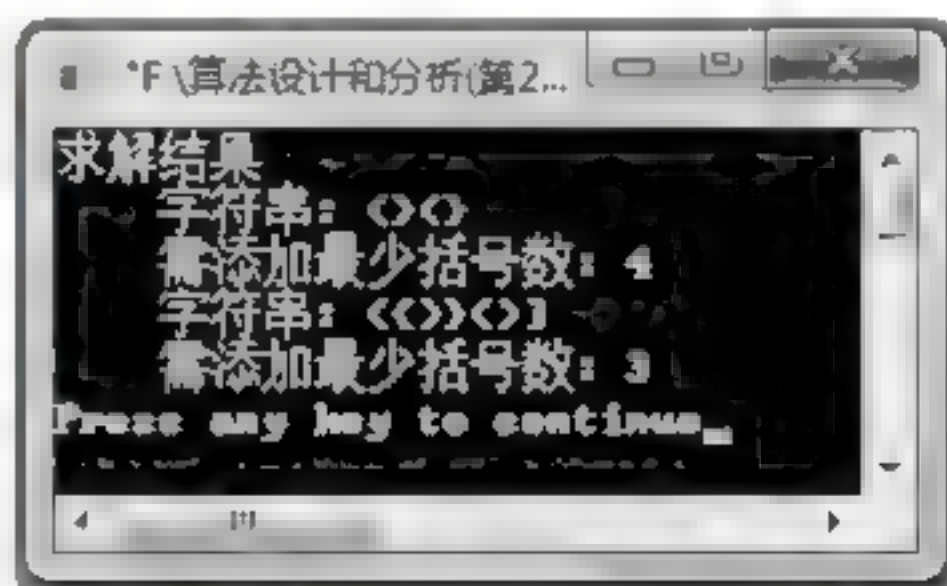 "F \算法设计和分析(第2...
求解结果
字符串: <><>
需添加最少括号数: 4
字符串: <<>><>]
需添加最少括号数: 3
Press any key to continue_